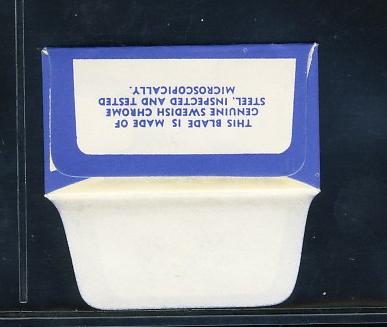 THIS BLADE IS MADE OF
GENUINE SWEDISH CHROME
STEEL, INSPECTED AND TESTED
MICROSCOPICALLY.